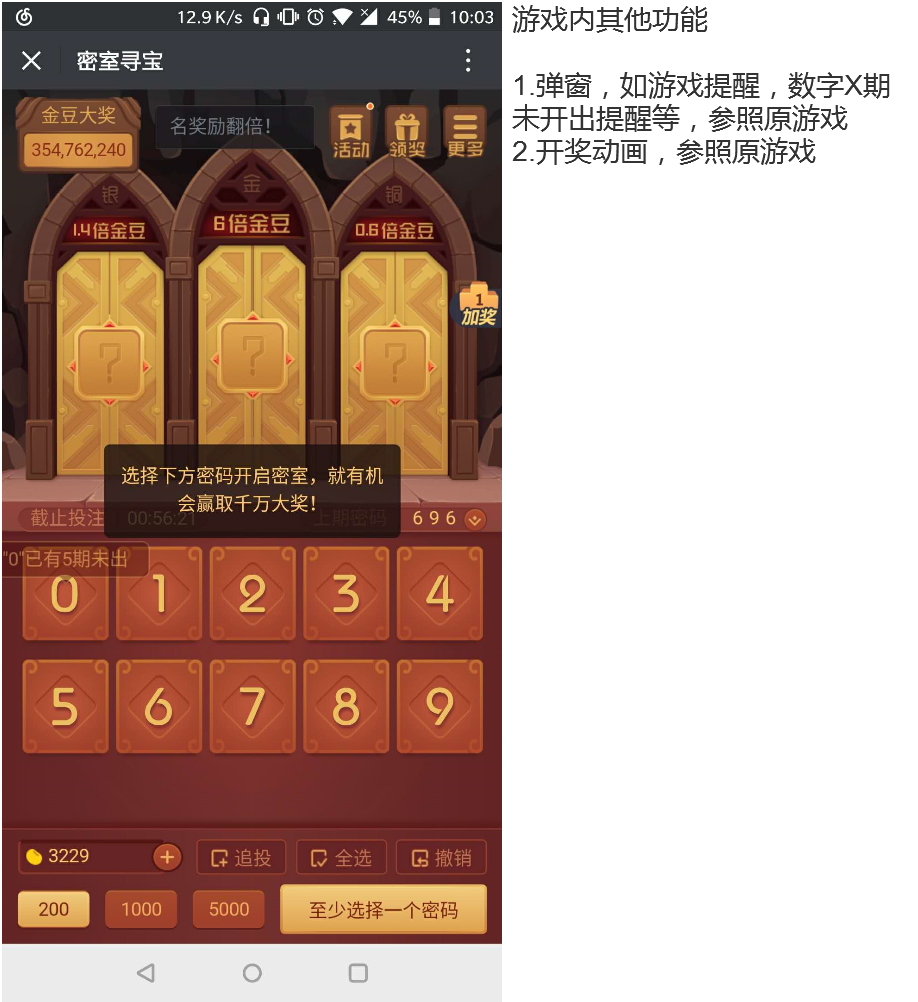 12.9 K/s 45% 10:03
密室寻宝
金豆大奖
354,762,240
名奖励翻倍！
活动 领奖 更多
银 金 铜
1.4倍金豆 6倍金豆 0.6倍金豆
? ? ?
1
加奖
选择下方密码开启密室，就有机
会赢取千万大奖！
截止投注 00:56:21 上期密码 6 9 6
"0"已有5期未出
0 1 2 3 4
5 6 7 8 9
3229 + 追投 全选 撤销
200 1000 5000 至少选择一个密码
游戏内其他功能
1.弹窗，如游戏提醒，数字X期
未开出提醒等，参照原游戏
2.开奖动画，参照原游戏